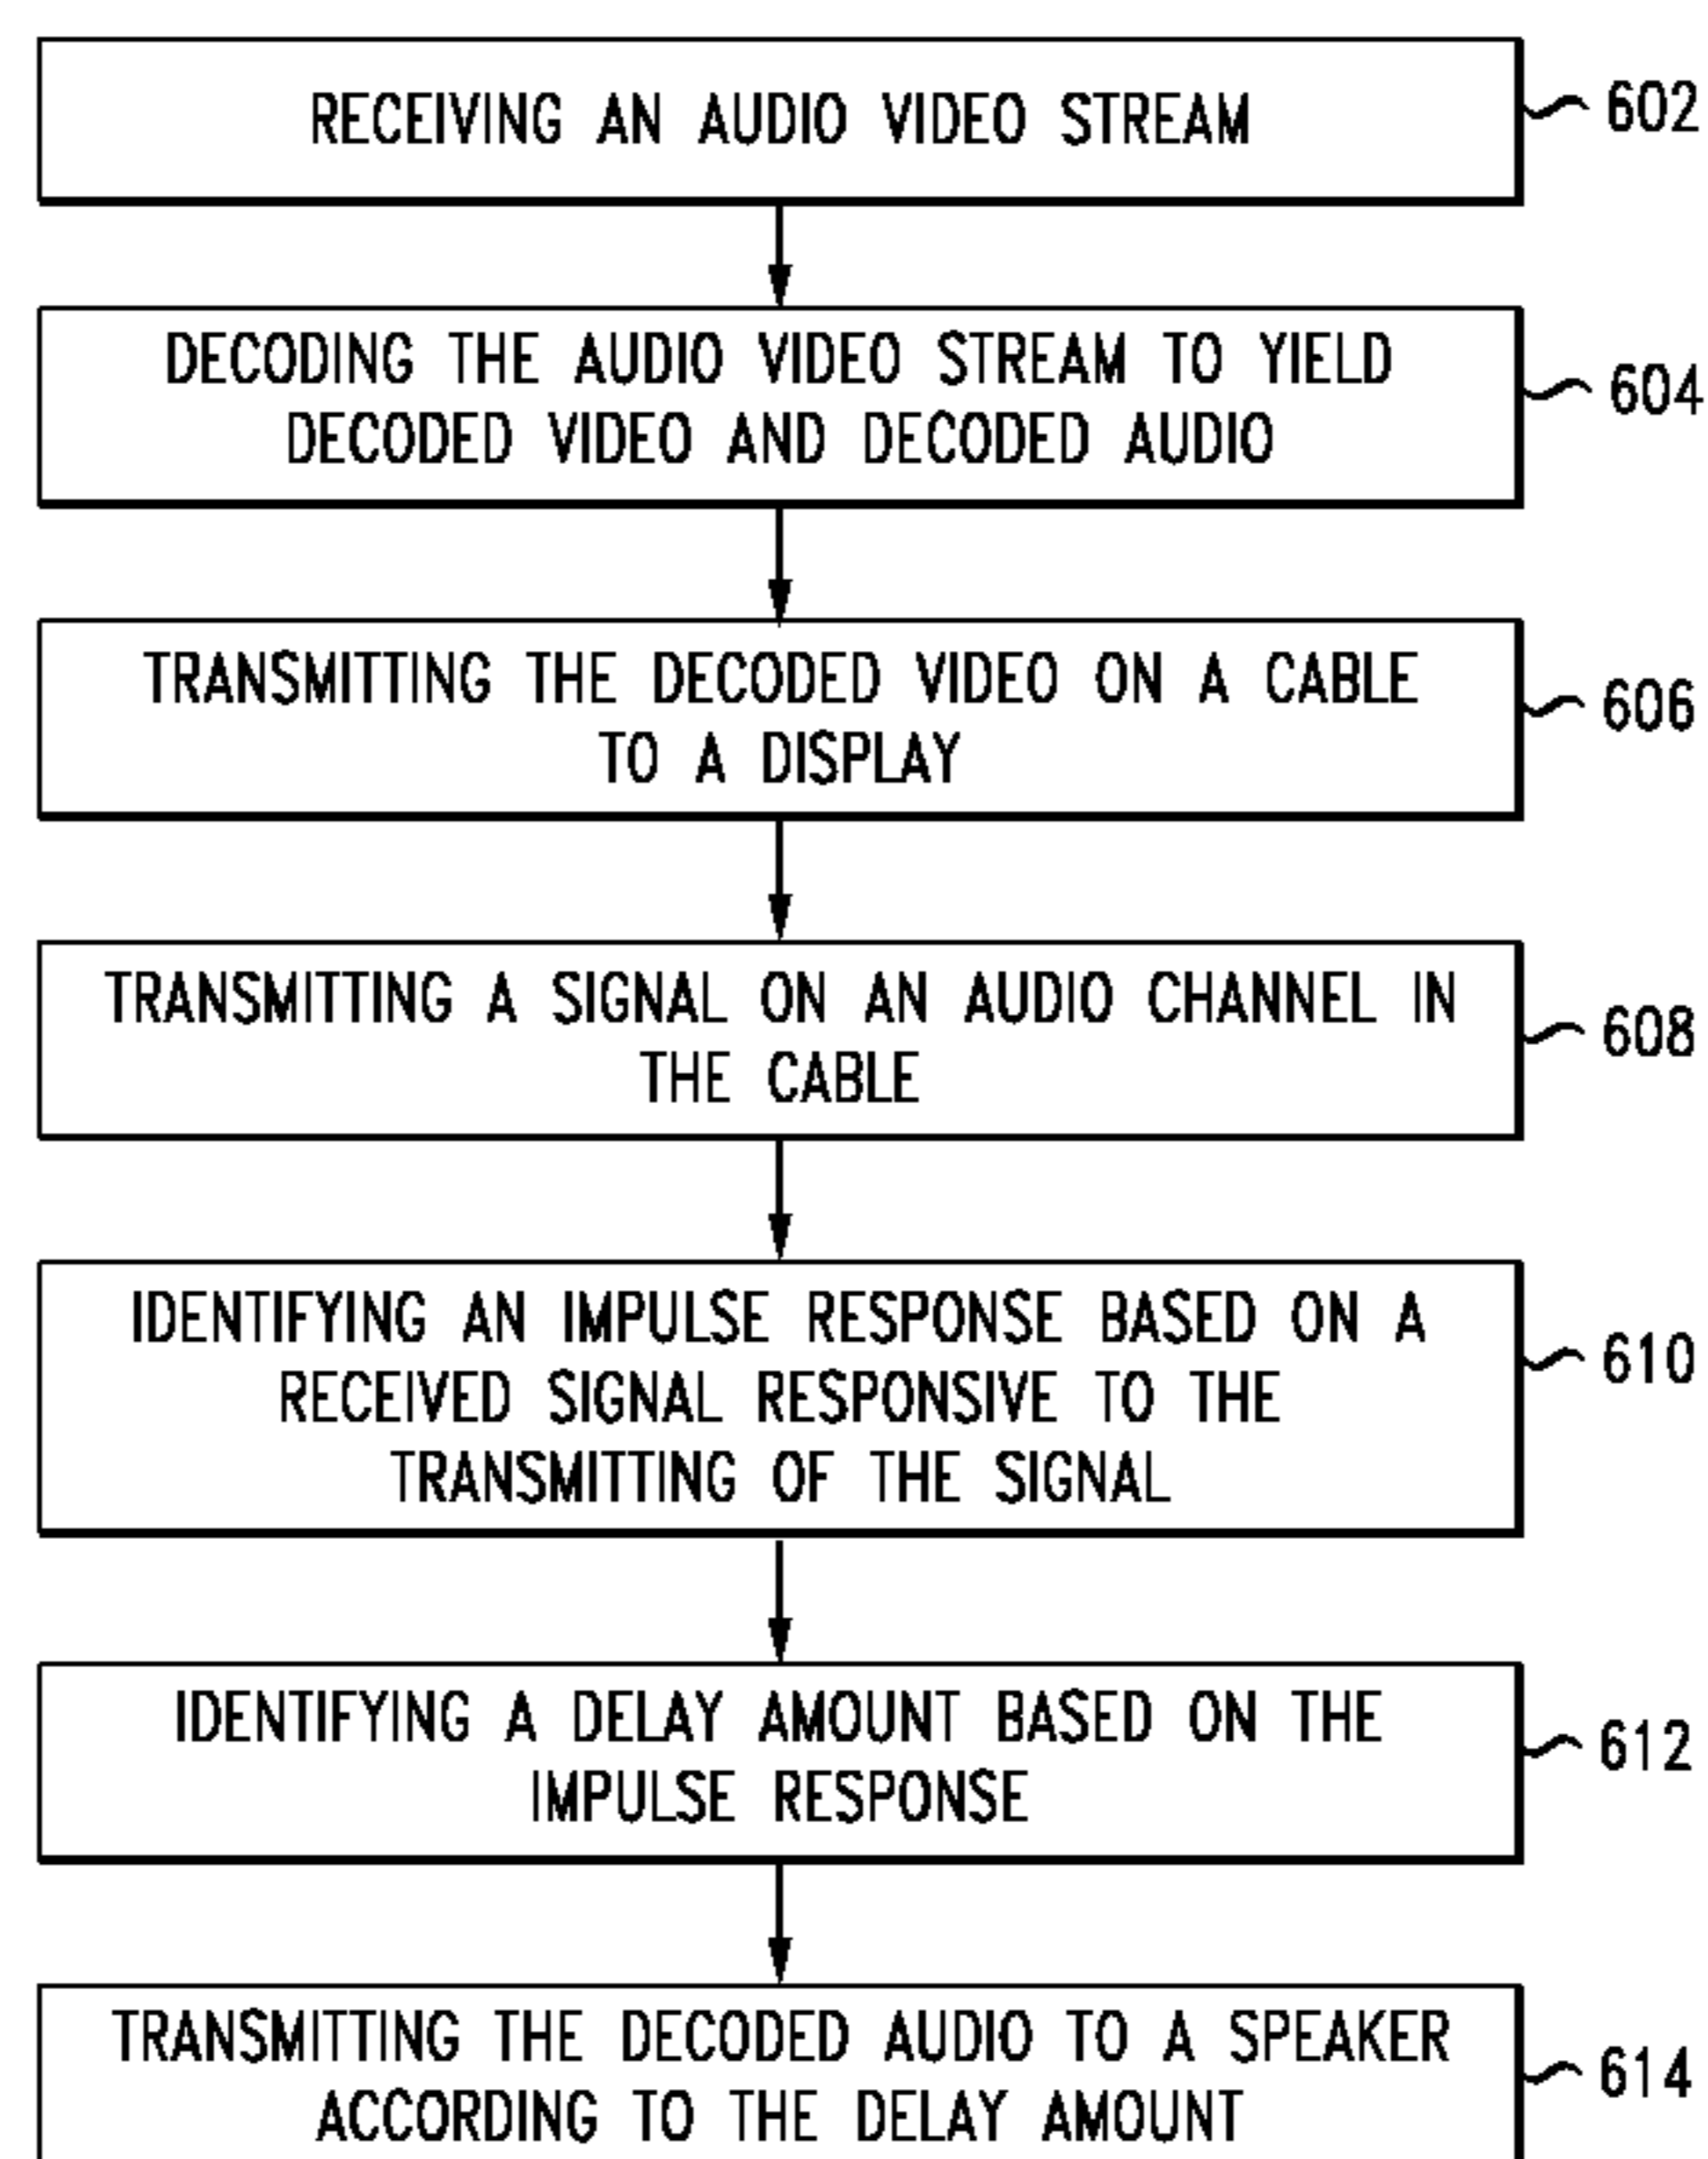 RECEIVING AN AUDIO VIDEO STREAM
602
DECODING THE AUDIO VIDEO STREAM TO YIELD
DECODED VIDEO AND DECODED AUDIO
604
TRANSMITTING THE DECODED VIDEO ON A CABLE
TO A DISPLAY
606
TRANSMITTING A SIGNAL ON AN AUDIO CHANNEL IN
THE CABLE
608
IDENTIFYING AN IMPULSE RESPONSE BASED ON A
RECEIVED SIGNAL RESPONSIVE TO THE
TRANSMITTING OF THE SIGNAL
610
IDENTIFYING A DELAY AMOUNT BASED ON THE
IMPULSE RESPONSE
612
TRANSMITTING THE DECODED AUDIO TO A SPEAKER
ACCORDING TO THE DELAY AMOUNT
614